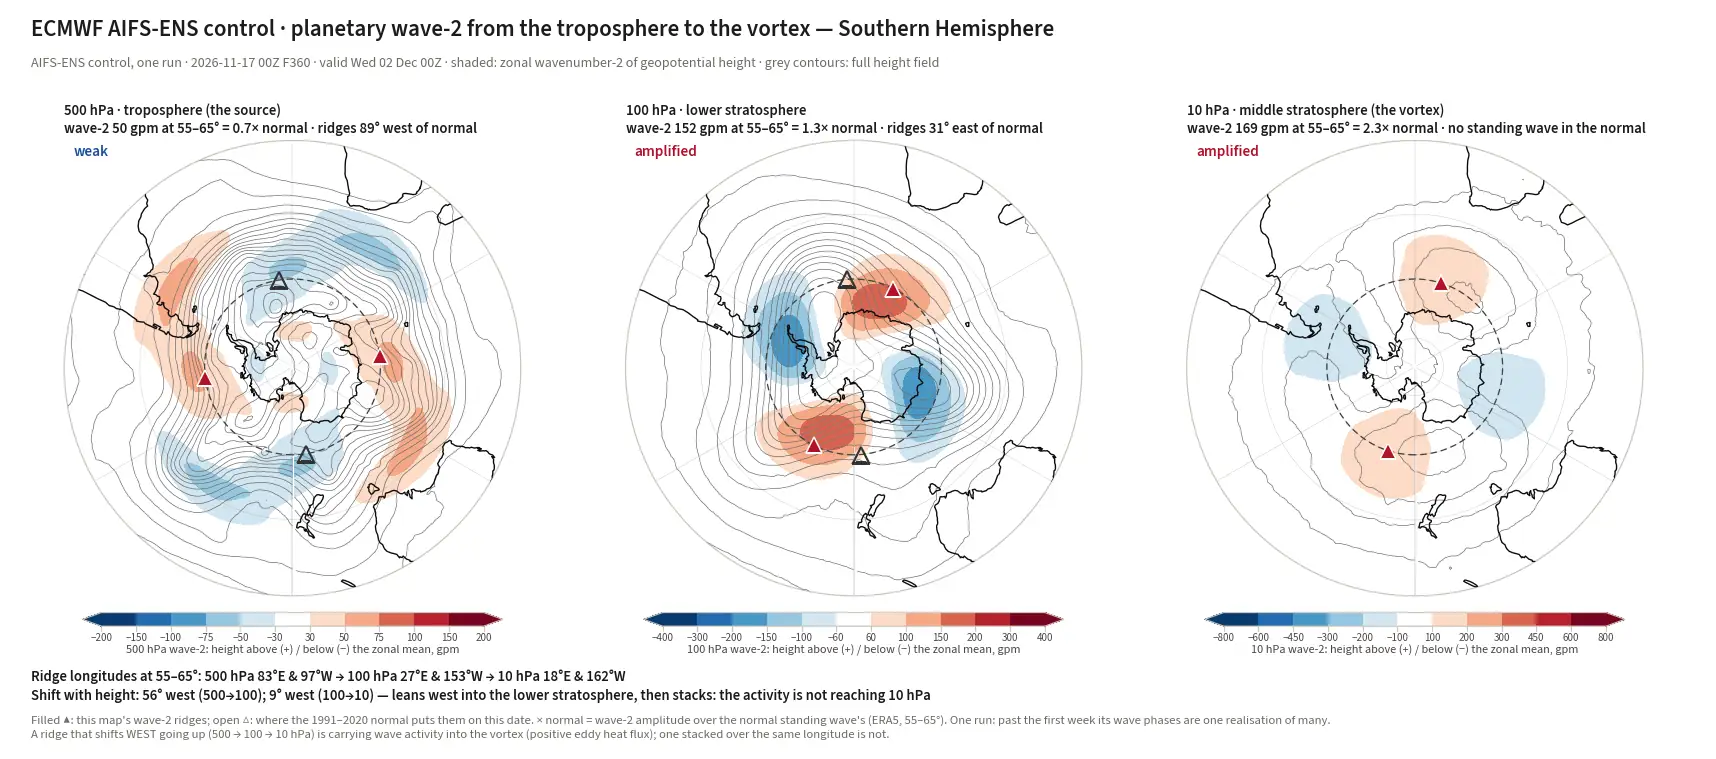 ECMWF AIFS-ENS control · planetary wave-2 from the troposphere to the vortex — Southern Hemisphere
AIFS-ENS control, one run · 2026-11-17 00Z F360 · valid Wed 02 Dec 00Z · shaded: zonal wavenumber-2 of geopotential height · grey contours: full height field
500 hPa · troposphere (the source)
wave-2 50 gpm at 55–65° = 0.7× normal · ridges 89° west of normal
weak
100 hPa · lower stratosphere
wave-2 152 gpm at 55–65° = 1.3× normal · ridges 31° east of normal
amplified
10 hPa · middle stratosphere (the vortex)
wave-2 169 gpm at 55–65° = 2.3× normal · no standing wave in the normal
amplified
−200 −150 −100 −75 −50 −30 30 50 75 100 150 200
500 hPa wave-2: height above (+) / below (−) the zonal mean, gpm
−400 −300 −200 −150 −100 −60 60 100 150 200 300 400
100 hPa wave-2: height above (+) / below (−) the zonal mean, gpm
−800 −600 −450 −300 −200 −100 100 200 300 450 600 800
10 hPa wave-2: height above (+) / below (−) the zonal mean, gpm
Ridge longitudes at 55–65°: 500 hPa 83°E & 97°W → 100 hPa 27°E & 153°W → 10 hPa 18°E & 162°W
Shift with height: 56° west (500→100); 9° west (100→10) — leans west into the lower stratosphere, then stacks: the activity is not reaching 10 hPa
Filled ▲: this map's wave-2 ridges; open △: where the 1991–2020 normal puts them on this date. × normal = wave-2 amplitude over the normal standing wave's (ERA5, 55–65°). One run: past the first week its wave phases are one realisation of many.
A ridge that shifts WEST going up (500 → 100 → 10 hPa) is carrying wave activity into the vortex (positive eddy heat flux); one stacked over the same longitude is not.